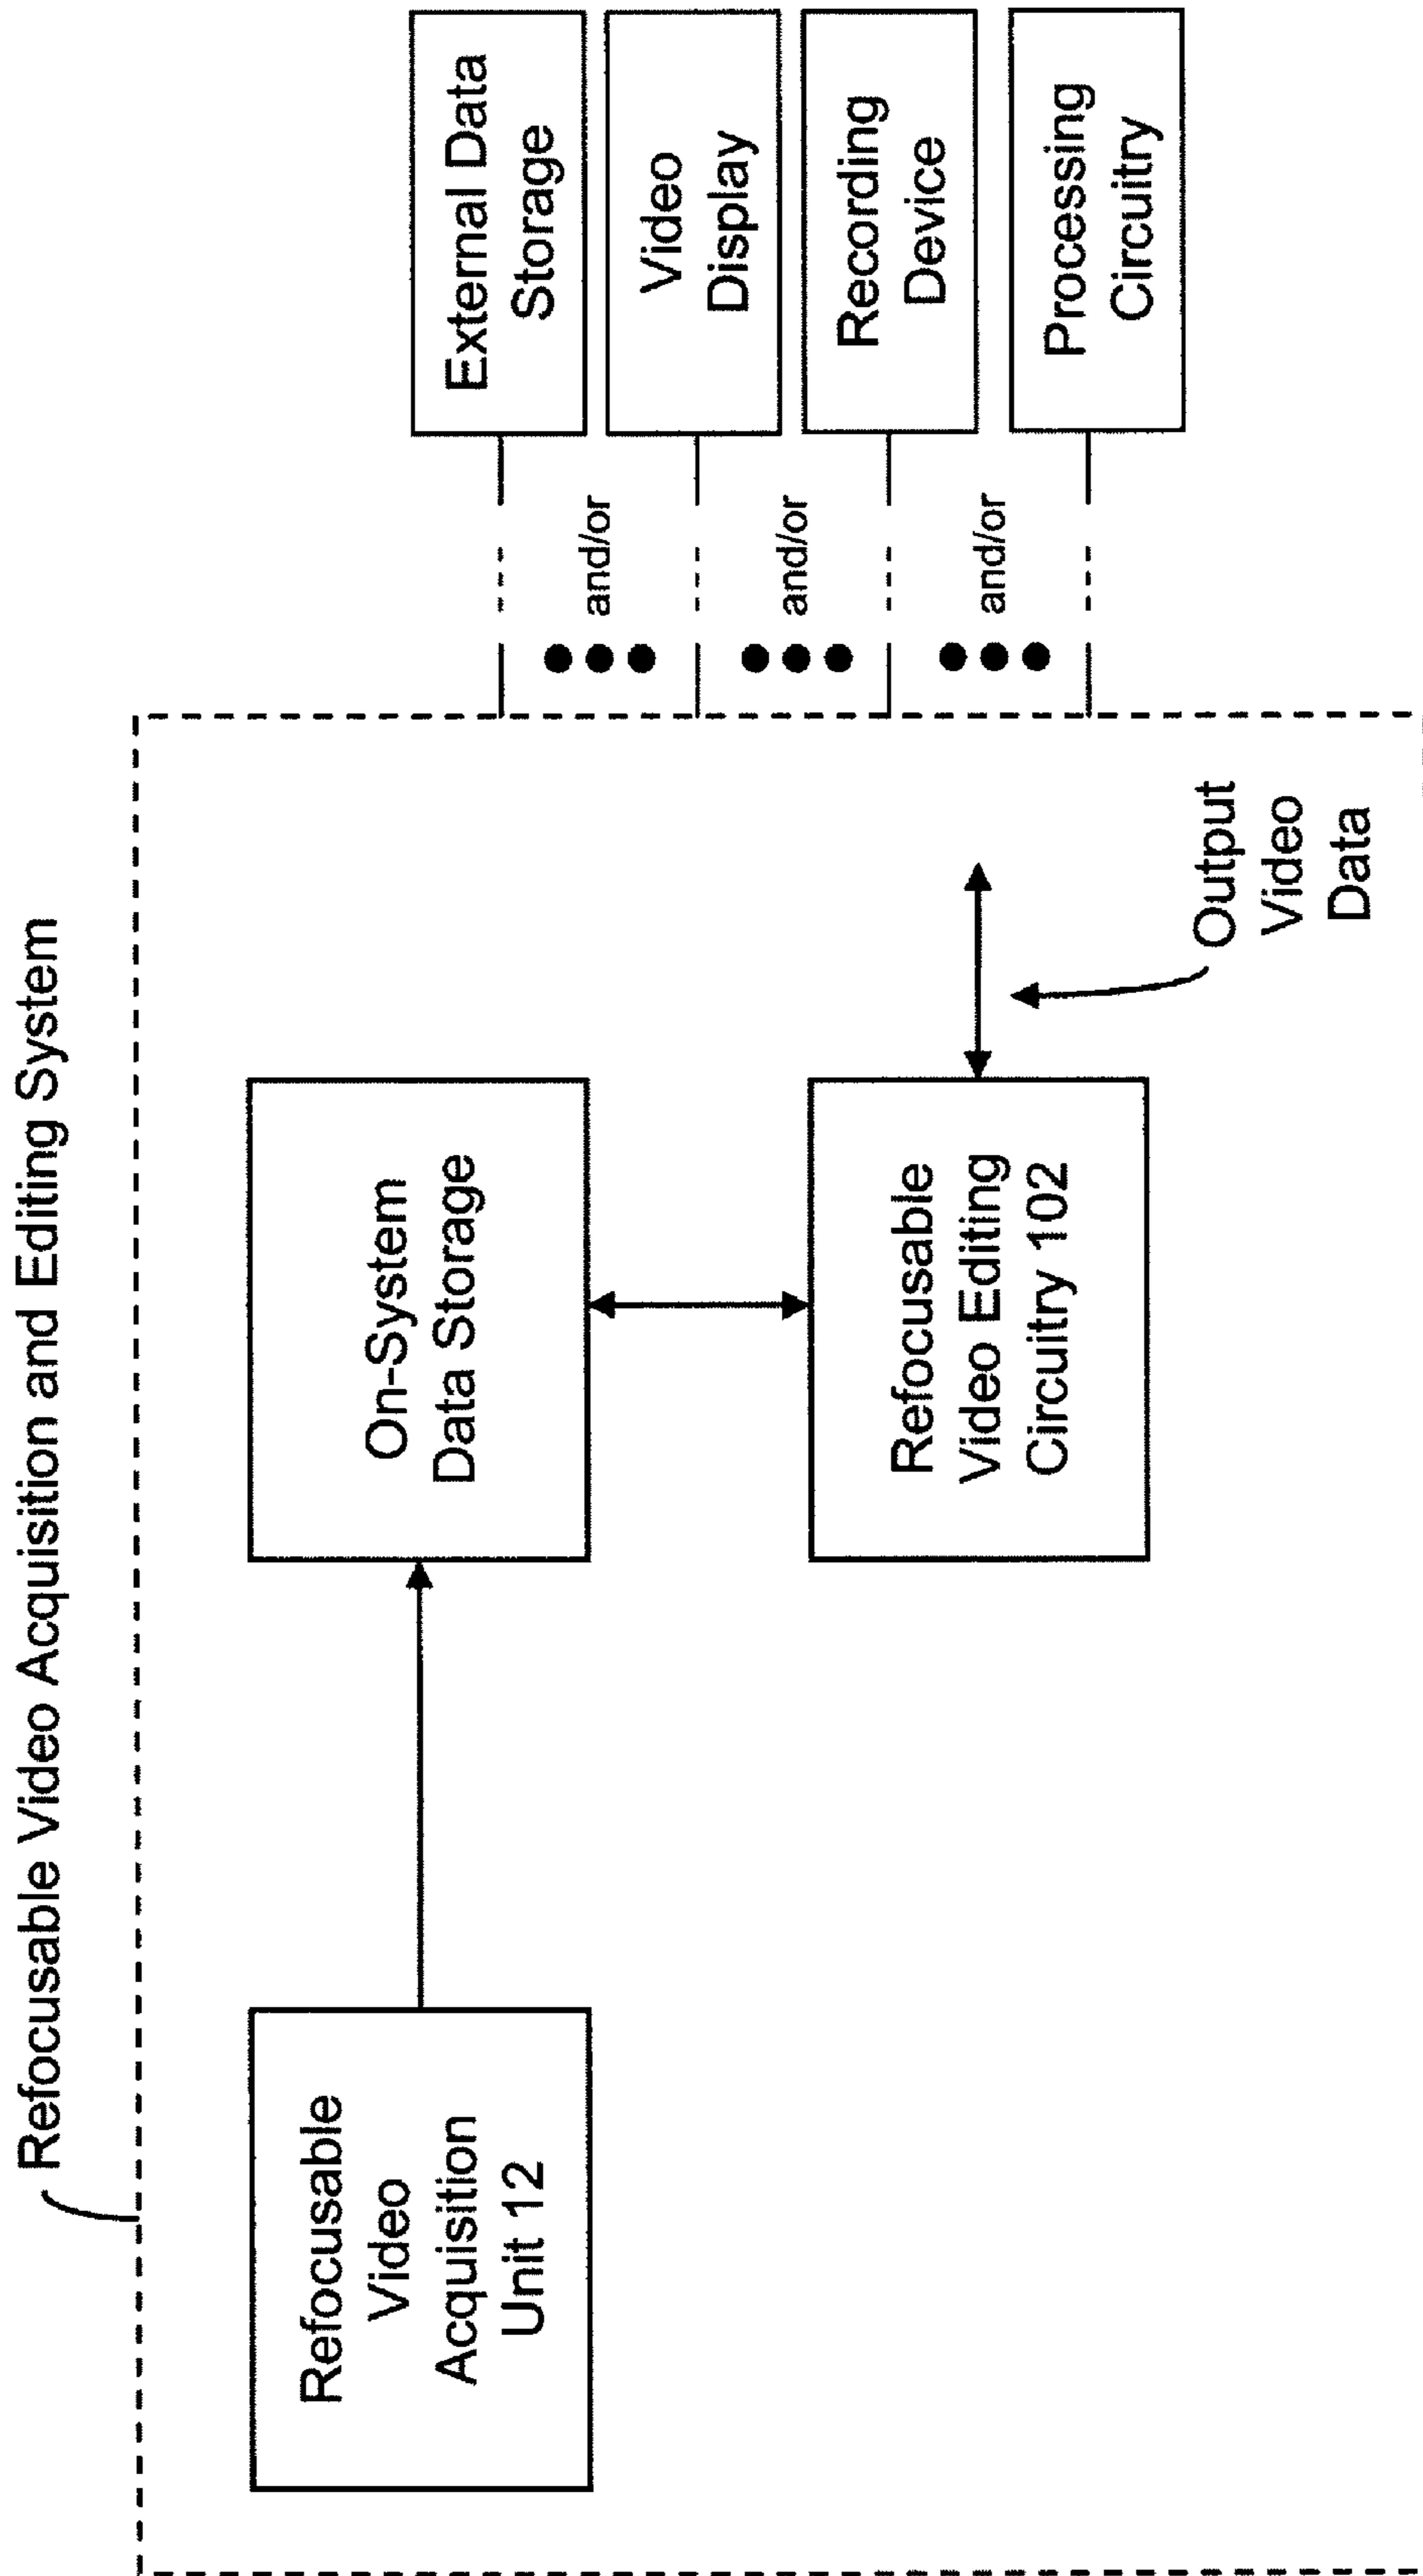 Refocusable Video Acquisition and Editing System
Refocusable
Video
Acquisition
Unit 12
On-System
Data Storage
Refocusable
Video Editing
Circuitry 102
Output
Video
Data
and/or
and/or
and/or
External Data
Storage
Video
Display
Recording
Device
Processing
Circuitry